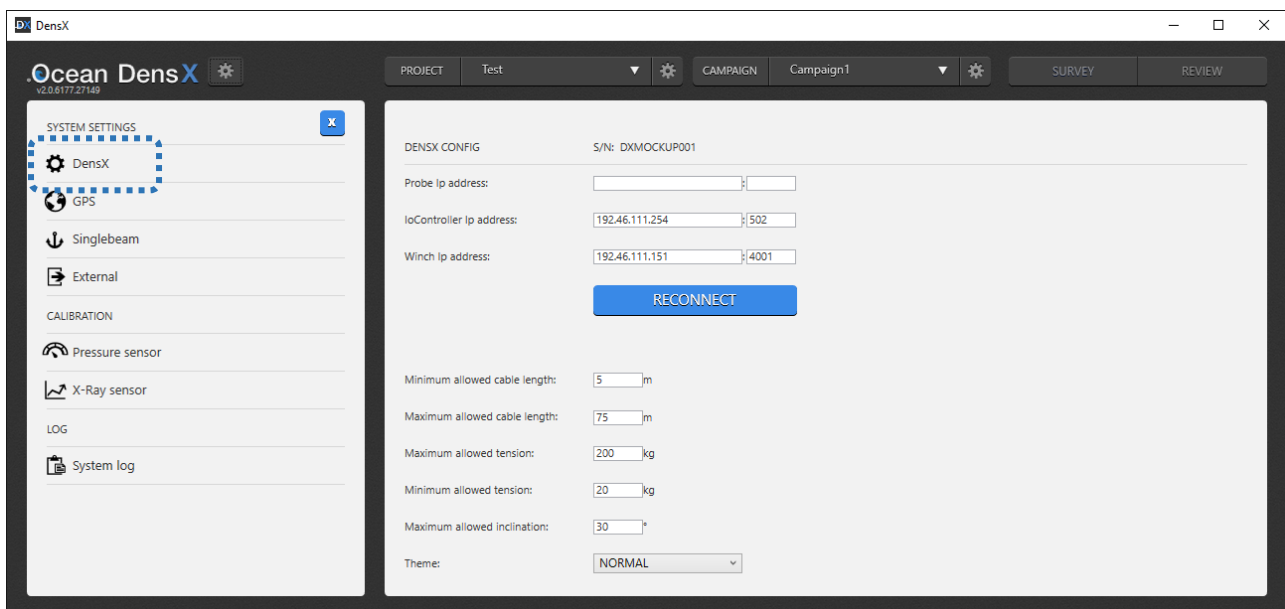 DX DensX
.Ocean DensX
v2.0.6177.27149
PROJECT Test CAMPAIGN Campaign1 SURVEY REVIEW
SYSTEM SETTINGS X
DensX
GPS
Singlebeam
External
CALIBRATION
Pressure sensor
X-Ray sensor
LOG
System log
DENSX CONFIG S/N: DXMOCKUP001
Probe Ip address: :
IoController Ip address: 192.46.111.254 : 502
Winch Ip address: 192.46.111.151 : 4001
RECONNECT
Minimum allowed cable length: 5 m
Maximum allowed cable length: 75 m
Maximum allowed tension: 200 kg
Minimum allowed tension: 20 kg
Maximum allowed inclination: 30 °
Theme: NORMAL